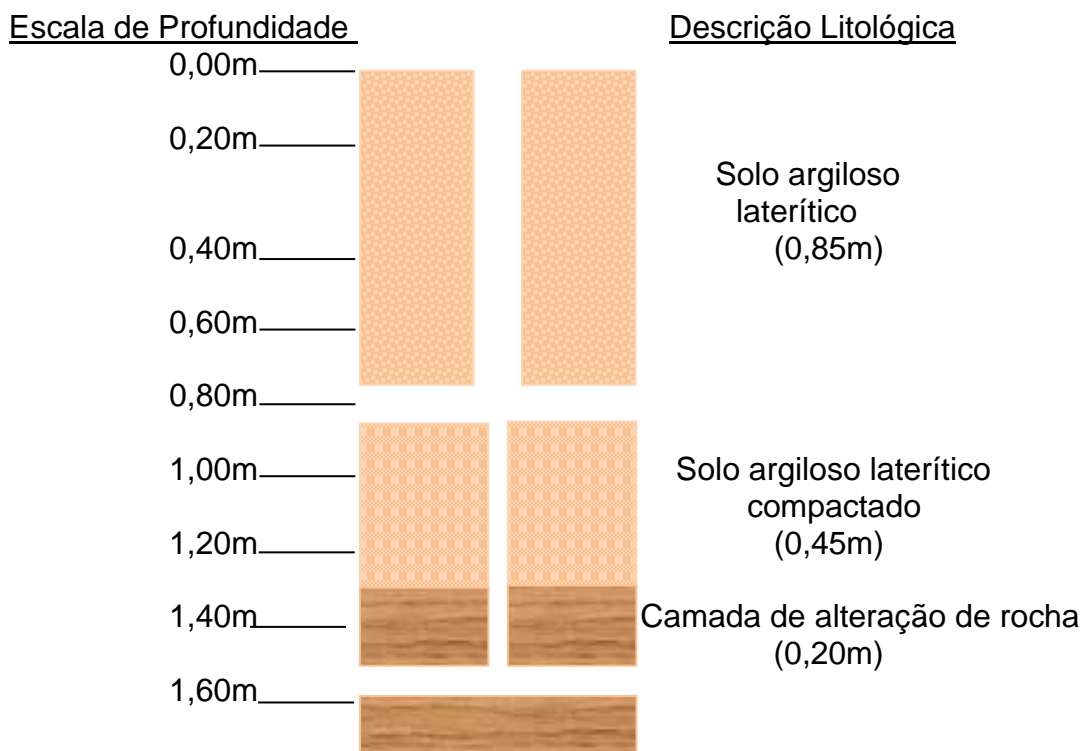 Escala de Profundidade
Descrição Litológica
0,00m
0,20m
Solo argiloso
laterítico
0,40m
(0,85m)
0,60m
0,80m
1,00m
Solo argiloso laterítico
compactado
1,20m
(0,45m)
1,40m
Camada de alteração de rocha
(0,20m)
1,60m